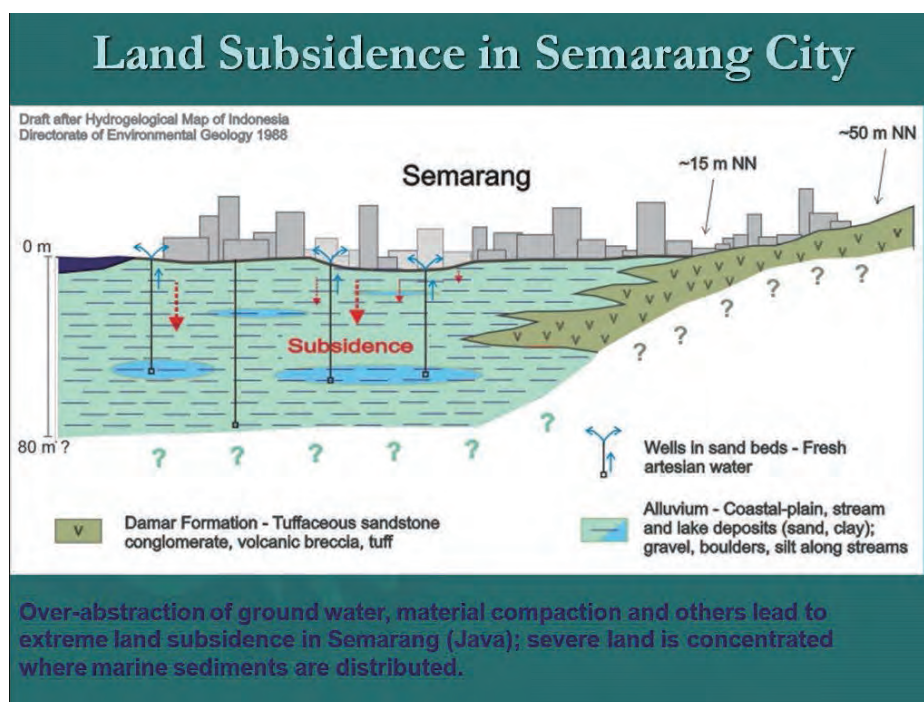 Land Subsidence in Semarang City
Draft after Hydrogelogical Map of Indonesia
Directorate of Environmental Geology 1988
~50 m NN
~15 m NN
Semarang
0 m
Subsidence
80 m ?
? ? ? ? ? ? ? ? ? ? ? ?
v v v v v v v v v v v v v v v v v v v
Wells in sand beds - Fresh
artesian water
v
Damar Formation - Tuffaceous sandstone
conglomerate, volcanic breccia, tuff
Alluvium - Coastal-plain, stream
and lake deposits (sand, clay);
gravel, boulders, silt along streams
Over-abstraction of ground water, material compaction and others lead to
extreme land subsidence in Semarang (Java); severe land is concentrated
where marine sediments are distributed.